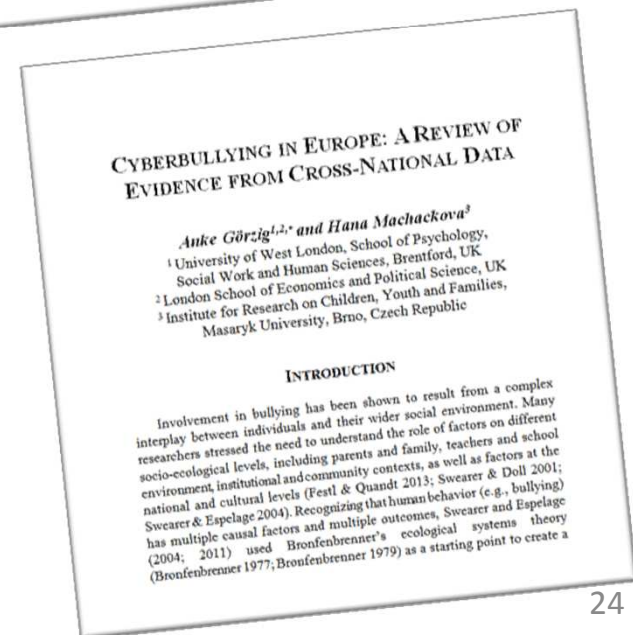 CYBERBULLYING IN EUROPE: A REVIEW OF
EVIDENCE FROM CROSS-NATIONAL DATA
Anke Görzig1,2,* and Hana Machackova3
1 University of West London, School of Psychology,
Social Work and Human Sciences, Brentford, UK
2 London School of Economics and Political Science, UK
3 Institute for Research on Children, Youth and Families,
Masaryk University, Brno, Czech Republic
INTRODUCTION
Involvement in bullying has been shown to result from a complex
interplay between individuals and their wider social environment. Many
researchers stressed the need to understand the role of factors on different
socio-ecological levels, including parents and family, teachers and school
environment, institutional and community contexts, as well as factors at the
national and cultural levels (Festl & Quandt 2013; Swearer & Doll 2001;
Swearer & Espelage 2004). Recognizing that human behavior (e.g., bullying)
has multiple causal factors and multiple outcomes, Swearer and Espelage
(2004; 2011) used Bronfenbrenner's ecological systems theory
(Bronfenbrenner 1977; Bronfenbrenner 1979) as a starting point to create a
24